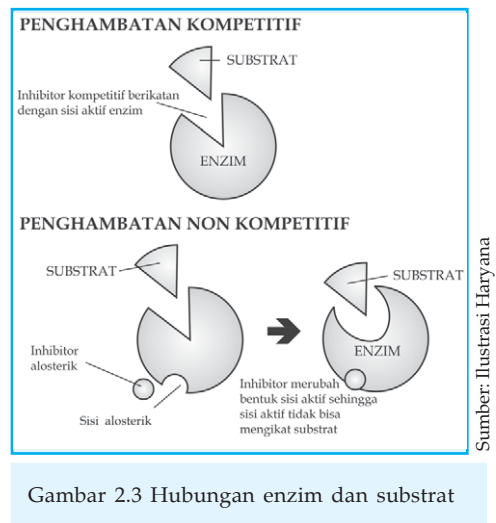 PENGHAMBATAN KOMPETITIF
SUBSTRAT
Inhibitor kompetitif berikatan
dengan sisi aktif enzim
ENZIM
PENGHAMBATAN NON KOMPETITIF
SUBSTRAT
SUBSTRAT
ENZIM
Inhibitor
alosterik
Sisi alosterik
Inhibitor merubah
bentuk sisi aktif sehingga
sisi aktif tidak bisa
mengikat substrat
Sumber: Ilustrasi Haryana
Gambar 2.3 Hubungan enzim dan substrat